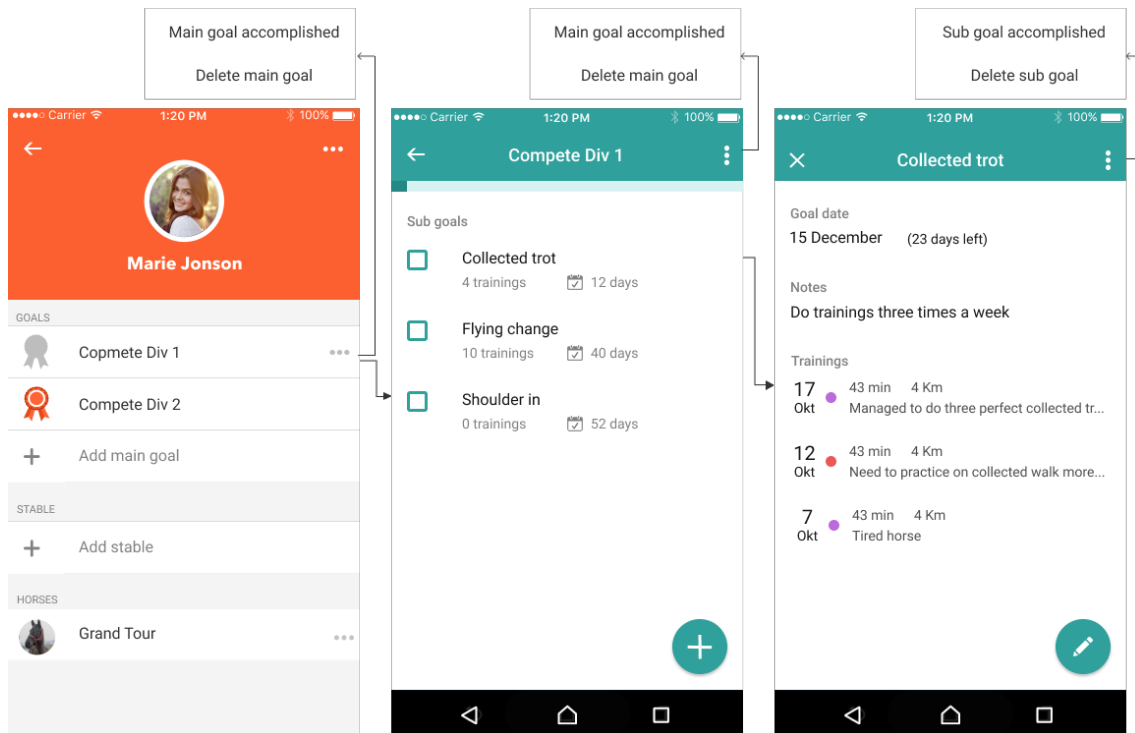 Main goal accomplished
Delete main goal
Main goal accomplished
Delete main goal
Sub goal accomplished
Delete sub goal
Carrier 1:20 PM 100%
Marie Jonson
GOALS
Copmete Div 1
Compete Div 2
Add main goal
STABLE
Add stable
HORSES
Grand Tour
Carrier 1:20 PM 100%
Compete Div 1
Sub goals
Collected trot
4 trainings 12 days
Flying change
10 trainings 40 days
Shoulder in
0 trainings 52 days
Carrier 1:20 PM 100%
Collected trot
Goal date
15 December (23 days left)
Notes
Do trainings three times a week
Trainings
17 43 min 4 Km
Okt Managed to do three perfect collected tr...
12 43 min 4 Km
Okt Need to practice on collected walk more...
7 43 min 4 Km
Okt Tired horse